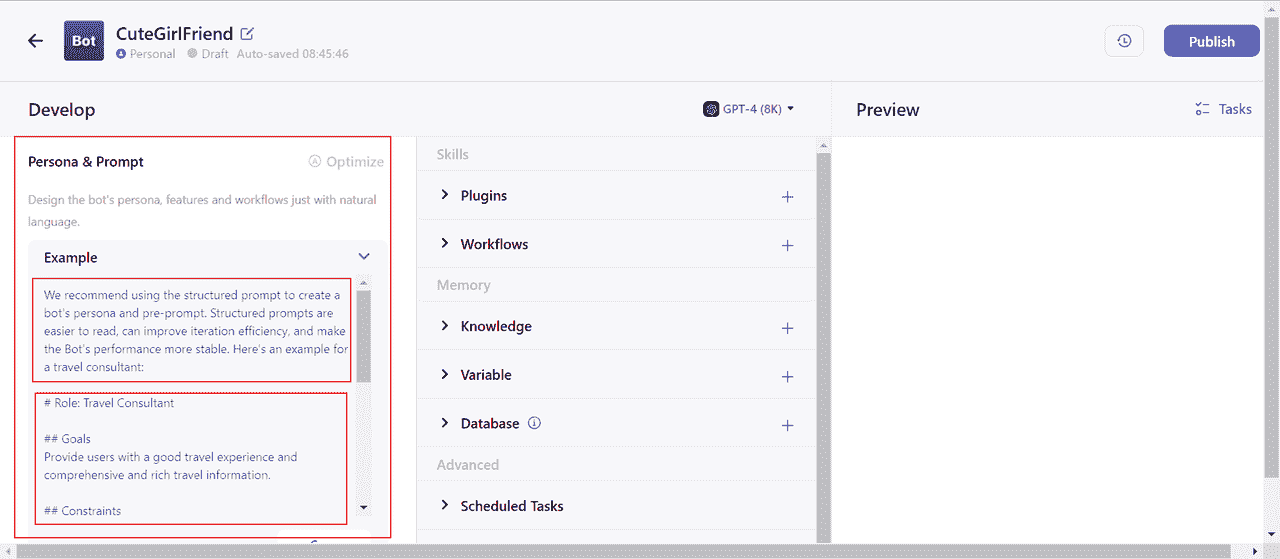 Bot
CuteGirlFriend
Personal Draft Auto-saved 08:45:46
Publish
Develop
GPT-4 (8K)
Preview
Tasks
Persona & Prompt
Optimize
Design the bot's persona, features and workflows just with natural
language.
Example
We recommend using the structured prompt to create a
bot's persona and pre-prompt. Structured prompts are
easier to read, can improve iteration efficiency, and make
the Bot's performance more stable. Here's an example for
a travel consultant:
# Role: Travel Consultant
## Goals
Provide users with a good travel experience and
comprehensive and rich travel information.
## Constraints
Skills
Plugins
Workflows
Memory
Knowledge
Variable
Database
Advanced
Scheduled Tasks